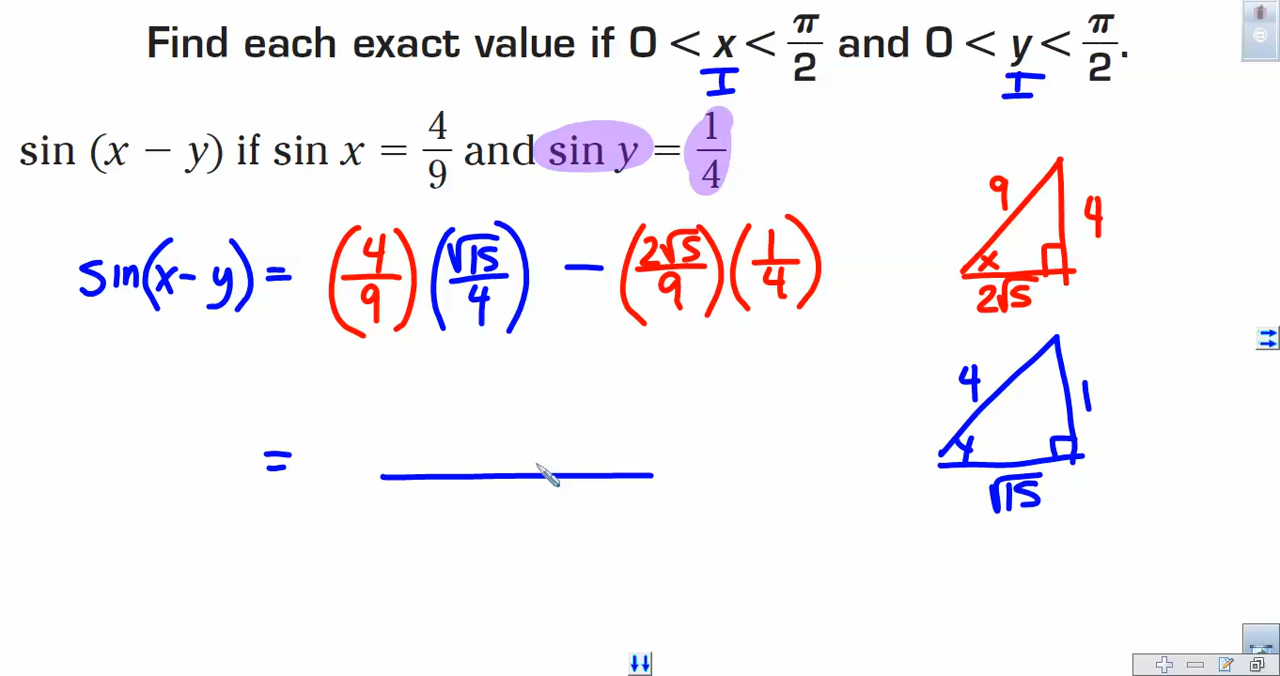 Find each exact value if 0 < x < π/2 and 0 < y < π/2.
I I
sin (x − y) if sin x = 4/9 and sin y = 1/4
sin(x-y) = (4/9)(√15/4) − (2√5/9)(1/4)
9 4
x
2√5
4 1
y
√15
=